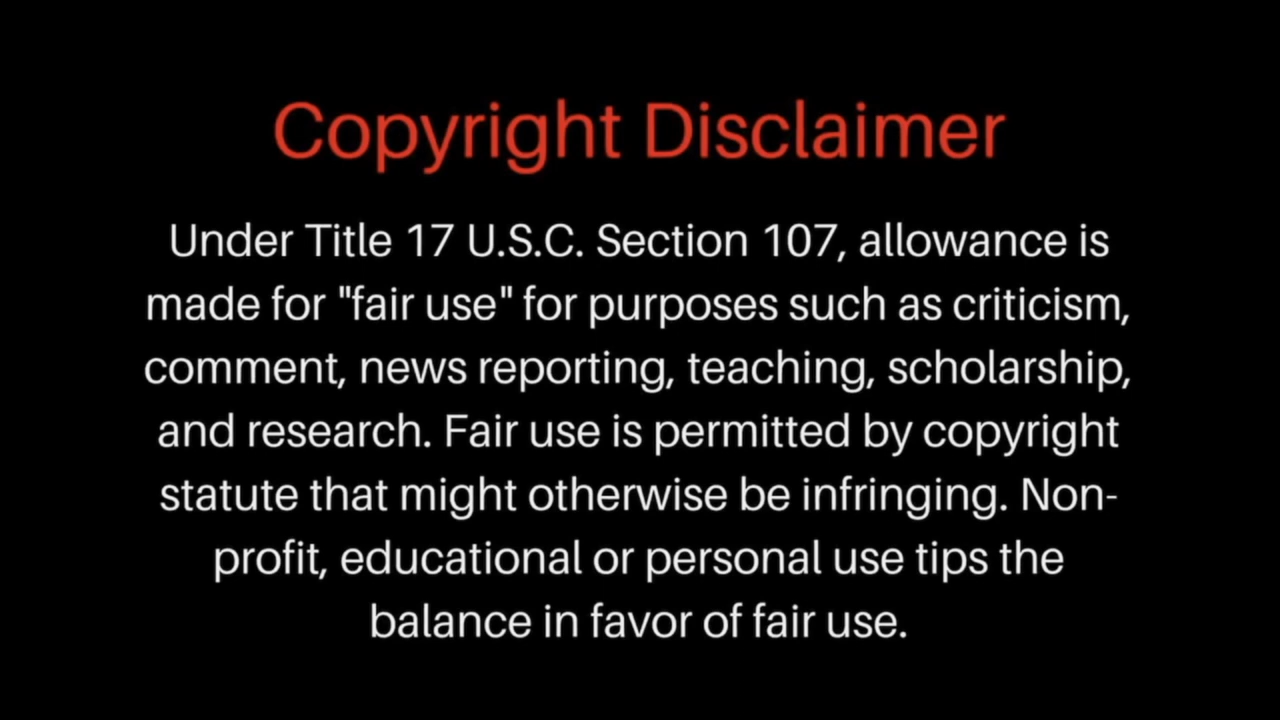 Copyright Disclaimer
Under Title 17 U.S.C. Section 107, allowance is
made for "fair use" for purposes such as criticism,
comment, news reporting, teaching, scholarship,
and research. Fair use is permitted by copyright
statute that might otherwise be infringing. Non-
profit, educational or personal use tips the
balance in favor of fair use.